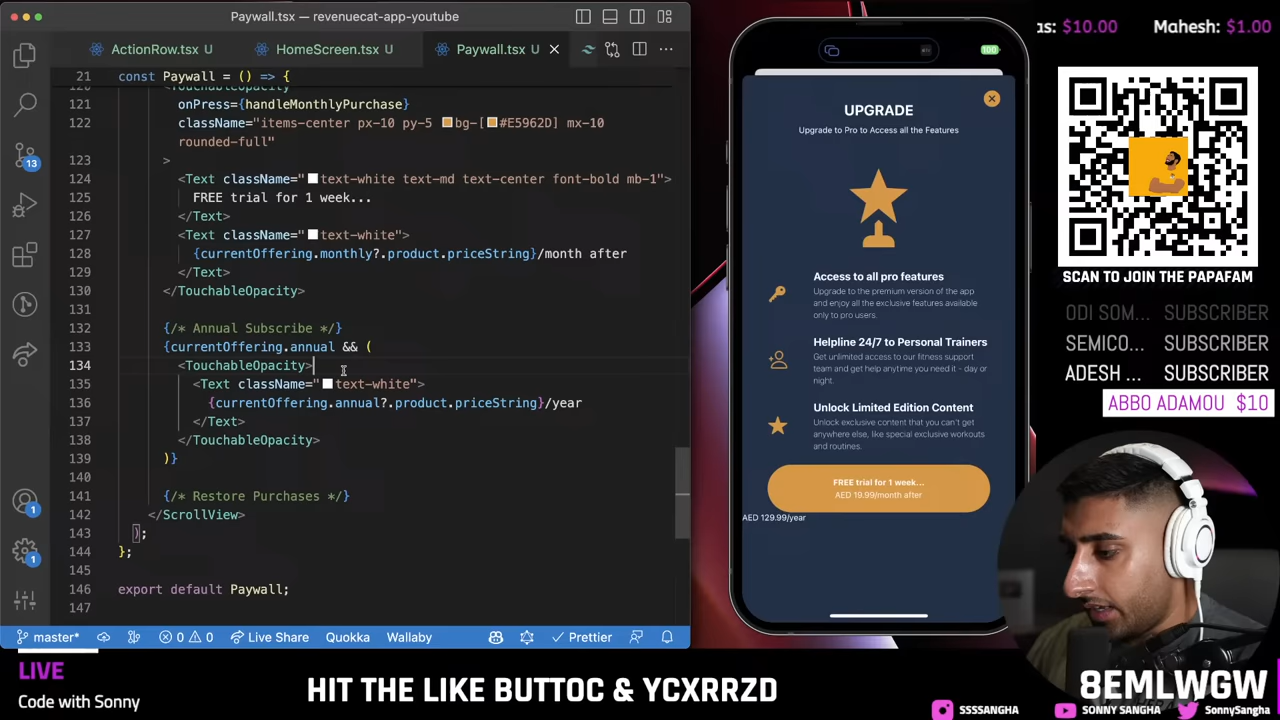 Paywall.tsx — revenuecat-app-youtube
ActionRow.tsx U
HomeScreen.tsx U
Paywall.tsx U
21 const Paywall = () => {
120 <TouchableOpacity
121 onPress={handleMonthlyPurchase}
122 className="items-center px-10 py-5 bg-[#E5962D] mx-10
rounded-full"
123 >
124 <Text className="text-white text-md text-center font-bold mb-1">
125 FREE trial for 1 week...
126 </Text>
127 <Text className="text-white">
128 {currentOffering.monthly?.product.priceString}/month after
129 </Text>
130 </TouchableOpacity>
131
132 {/* Annual Subscribe */}
133 {currentOffering.annual && (
134 <TouchableOpacity>
135 <Text className="text-white">
136 {currentOffering.annual?.product.priceString}/year
137 </Text>
138 </TouchableOpacity>
139 )}
140
141 {/* Restore Purchases */}
142 </ScrollView>
143 );
144 };
145
146 export default Paywall;
147
13
1
1
master*
0 0
Live Share
Quokka
Wallaby
Prettier
100
UPGRADE
Upgrade to Pro to Access all the Features
Access to all pro features
Upgrade to the premium version of the app
and enjoy all the exclusive features available
only to pro users.
Helpline 24/7 to Personal Trainers
Get unlimited access to our fitness support
team and get help anytime you need it - day or
night.
Unlock Limited Edition Content
Unlock exclusive content that you can't get
anywhere else, like special exclusive workouts
and routines.
FREE trial for 1 week...
AED 19.99/month after
AED 129.99/year
as: $10.00 Mahesh: $1.00
SCAN TO JOIN THE PAPAFAM
ODI SOM... SUBSCRIBER
SEMICO... SUBSCRIBER
ADESH ... SUBSCRIBER
ABBO ADAMOU $10
LIVE
Code with Sonny
HIT THE LIKE BUTTOC & YCXRRZD
8EMLWGW
SSSSANGHA
SONNY SANGHA
SonnySangha